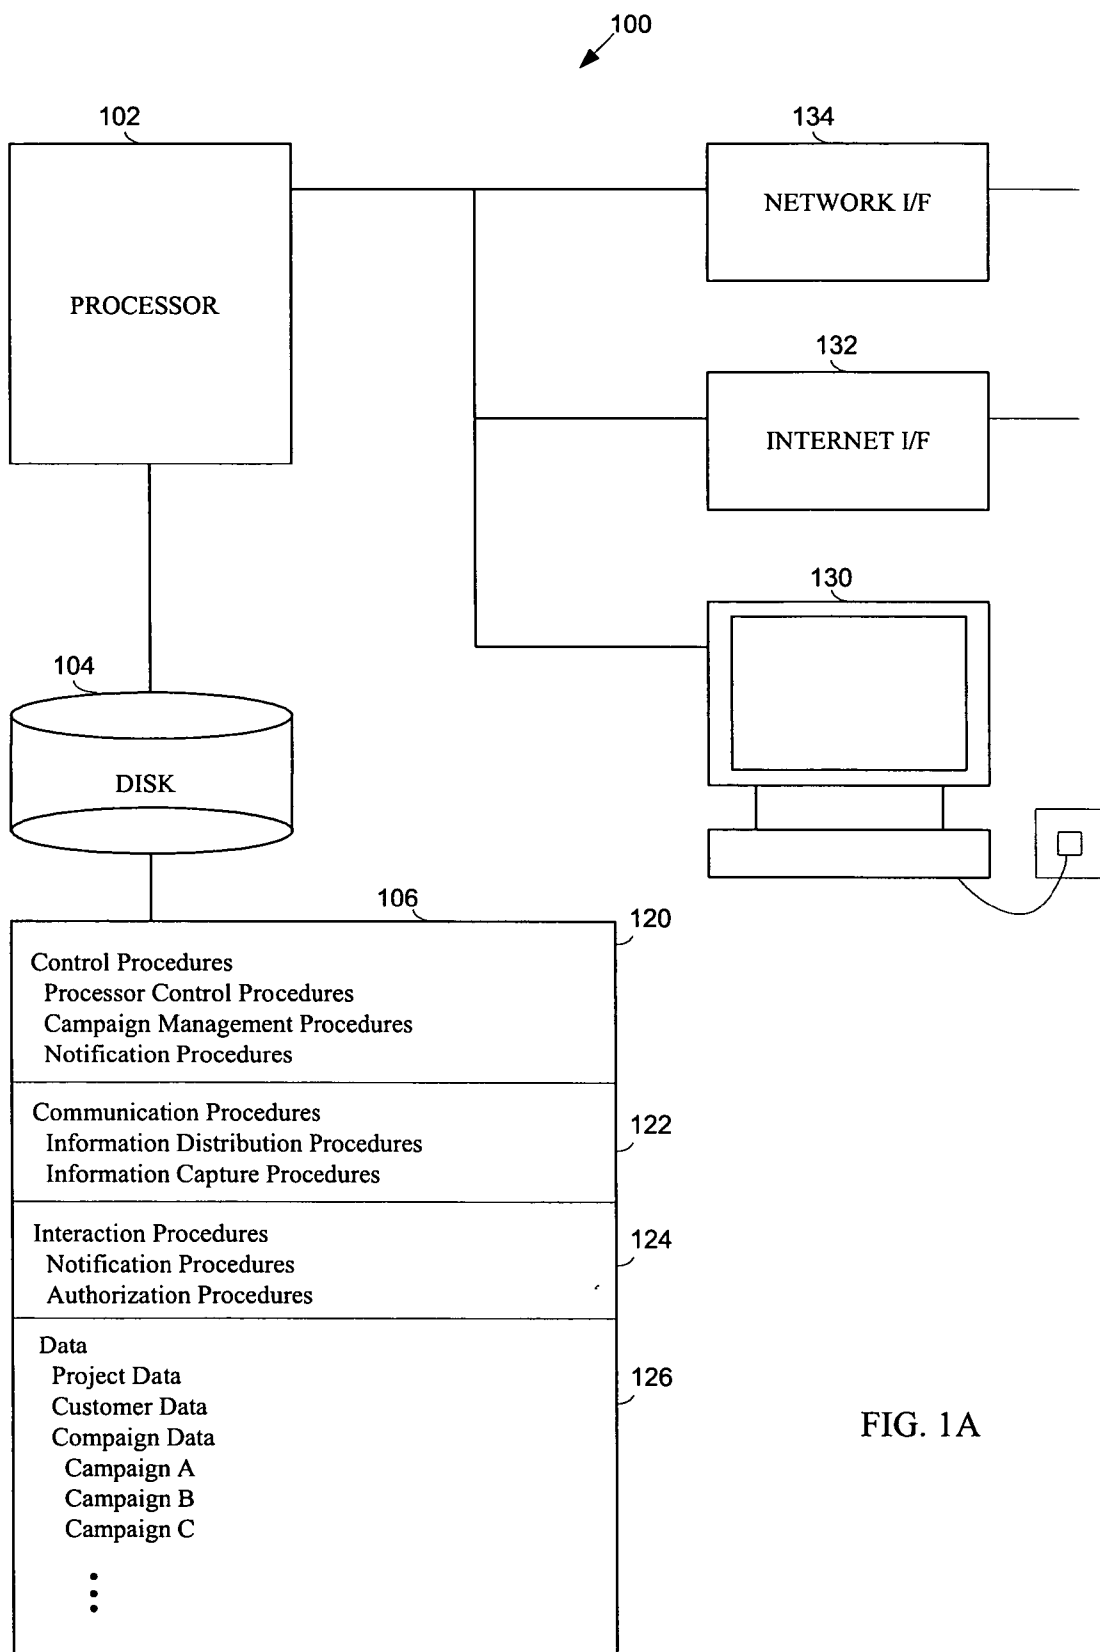 100
102
134
PROCESSOR
NETWORK I/F
132
INTERNET I/F
130
104
DISK
106
120
Control Procedures
Processor Control Procedures
Campaign Management Procedures
Notification Procedures
Communication Procedures
122
Information Distribution Procedures
Information Capture Procedures
Interaction Procedures
124
Notification Procedures
Authorization Procedures
Data
126
Project Data
Customer Data
Compaign Data
Campaign A
Campaign B
Campaign C
FIG. 1A